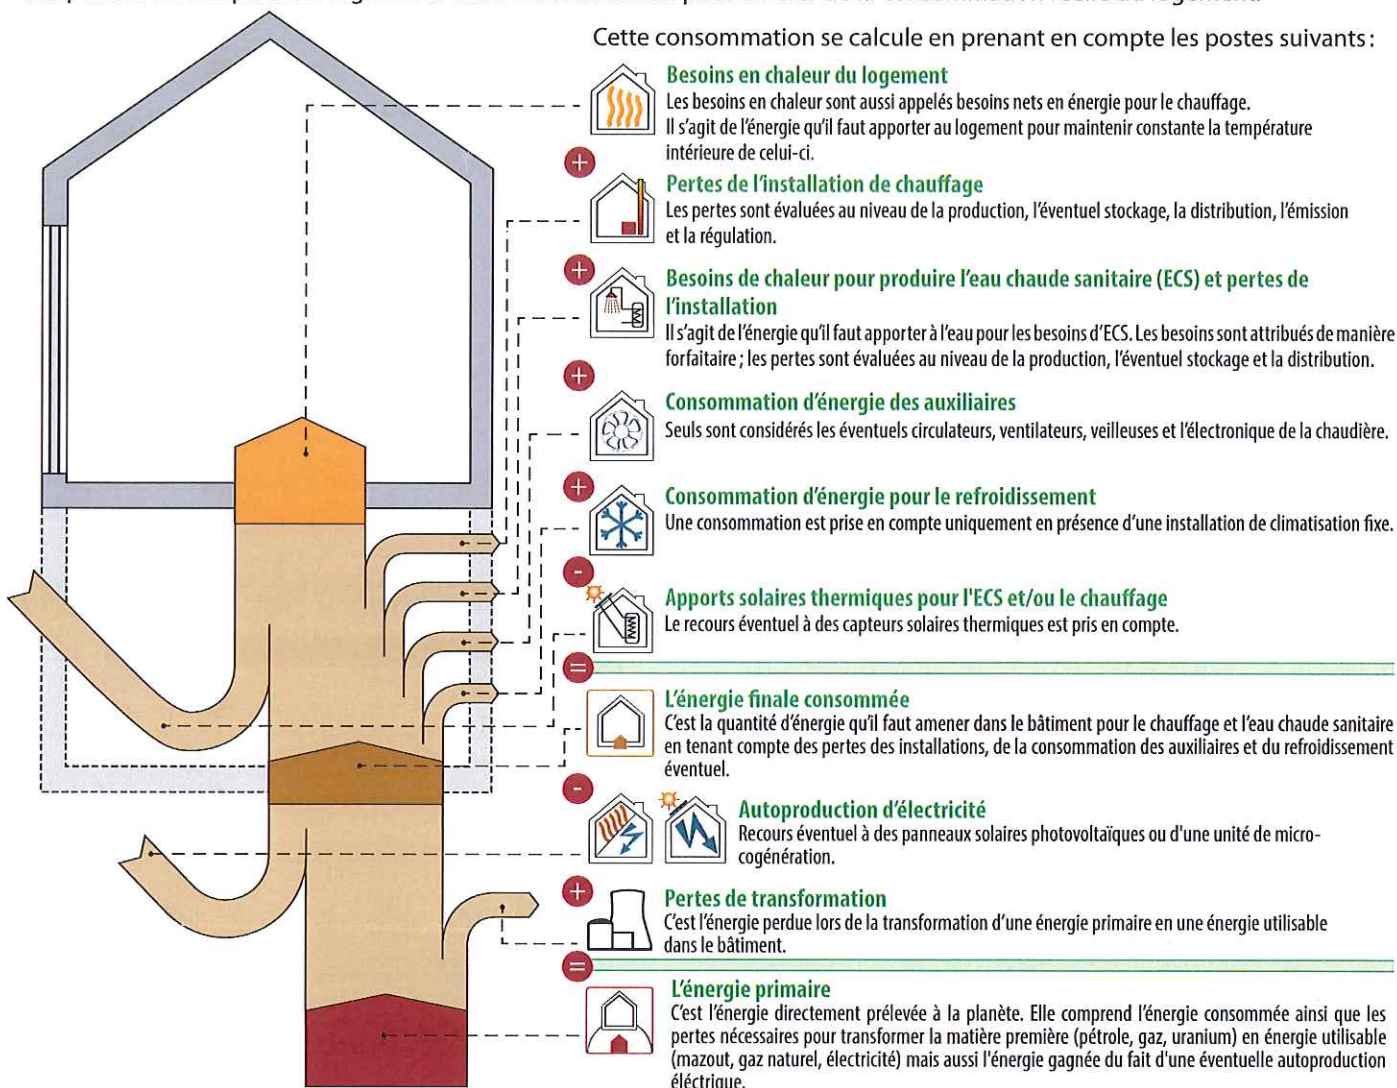 Cette consommation se calcule en prenant en compte les postes suivants :
Besoins en chaleur du logement
Les besoins en chaleur sont aussi appelés besoins nets en énergie pour le chauffage.
Il s'agit de l'énergie qu'il faut apporter au logement pour maintenir constante la température
intérieure de celui-ci.
+
Pertes de l'installation de chauffage
Les pertes sont évaluées au niveau de la production, l'éventuel stockage, la distribution, l'émission
et la régulation.
+
Besoins de chaleur pour produire l'eau chaude sanitaire (ECS) et pertes de
l'installation
Il s'agit de l'énergie qu'il faut apporter à l'eau pour les besoins d'ECS. Les besoins sont attribués de manière
forfaitaire ; les pertes sont évaluées au niveau de la production, l'éventuel stockage et la distribution.
+
Consommation d'énergie des auxiliaires
Seuls sont considérés les éventuels circulateurs, ventilateurs, veilleuses et l'électronique de la chaudière.
+
Consommation d'énergie pour le refroidissement
Une consommation est prise en compte uniquement en présence d'une installation de climatisation fixe.
-
Apports solaires thermiques pour l'ECS et/ou le chauffage
Le recours éventuel à des capteurs solaires thermiques est pris en compte.
=
L'énergie finale consommée
C'est la quantité d'énergie qu'il faut amener dans le bâtiment pour le chauffage et l'eau chaude sanitaire
en tenant compte des pertes des installations, de la consommation des auxiliaires et du refroidissement
éventuel.
-
Autoproduction d'électricité
Recours éventuel à des panneaux solaires photovoltaïques ou d'une unité de micro-
cogénération.
+
Pertes de transformation
C'est l'énergie perdue lors de la transformation d'une énergie primaire en une énergie utilisable
dans le bâtiment.
=
L'énergie primaire
C'est l'énergie directement prélevée à la planète. Elle comprend l'énergie consommée ainsi que les
pertes nécessaires pour transformer la matière première (pétrole, gaz, uranium) en énergie utilisable
(mazout, gaz naturel, électricité) mais aussi l'énergie gagnée du fait d'une éventuelle autoproduction
éléctrique.